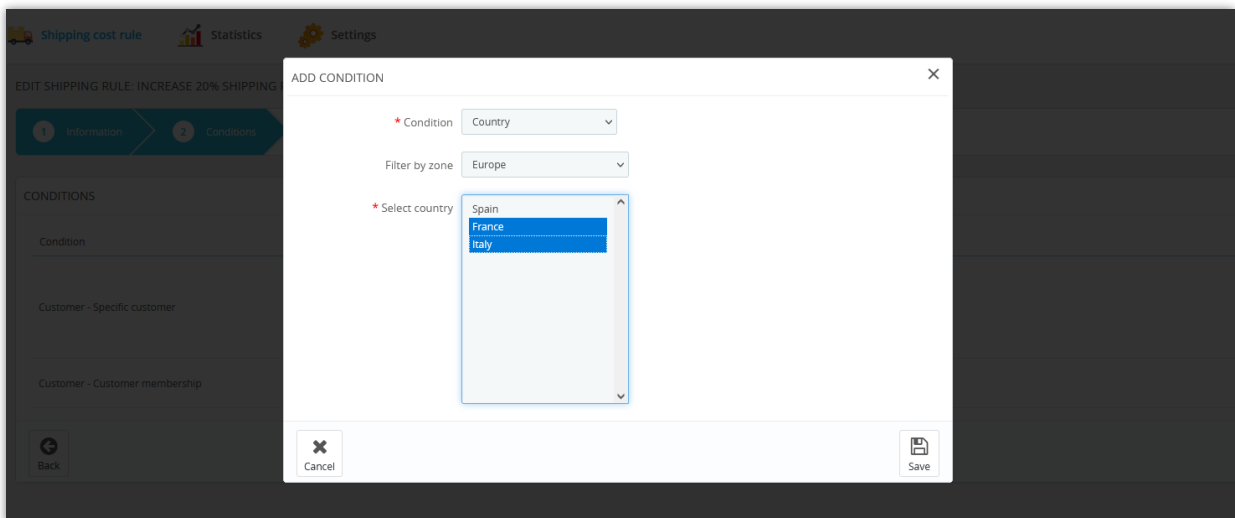 Shipping cost rule Statistics Settings
EDIT SHIPPING RULE: INCREASE 20% SHIPPING
1 Information 2 Conditions
ADD CONDITION
* Condition Country
Filter by zone Europe
* Select country Spain
France
Italy
CONDITIONS
Condition
Customer - Specific customer
Customer - Customer membership
Back
Cancel
Save